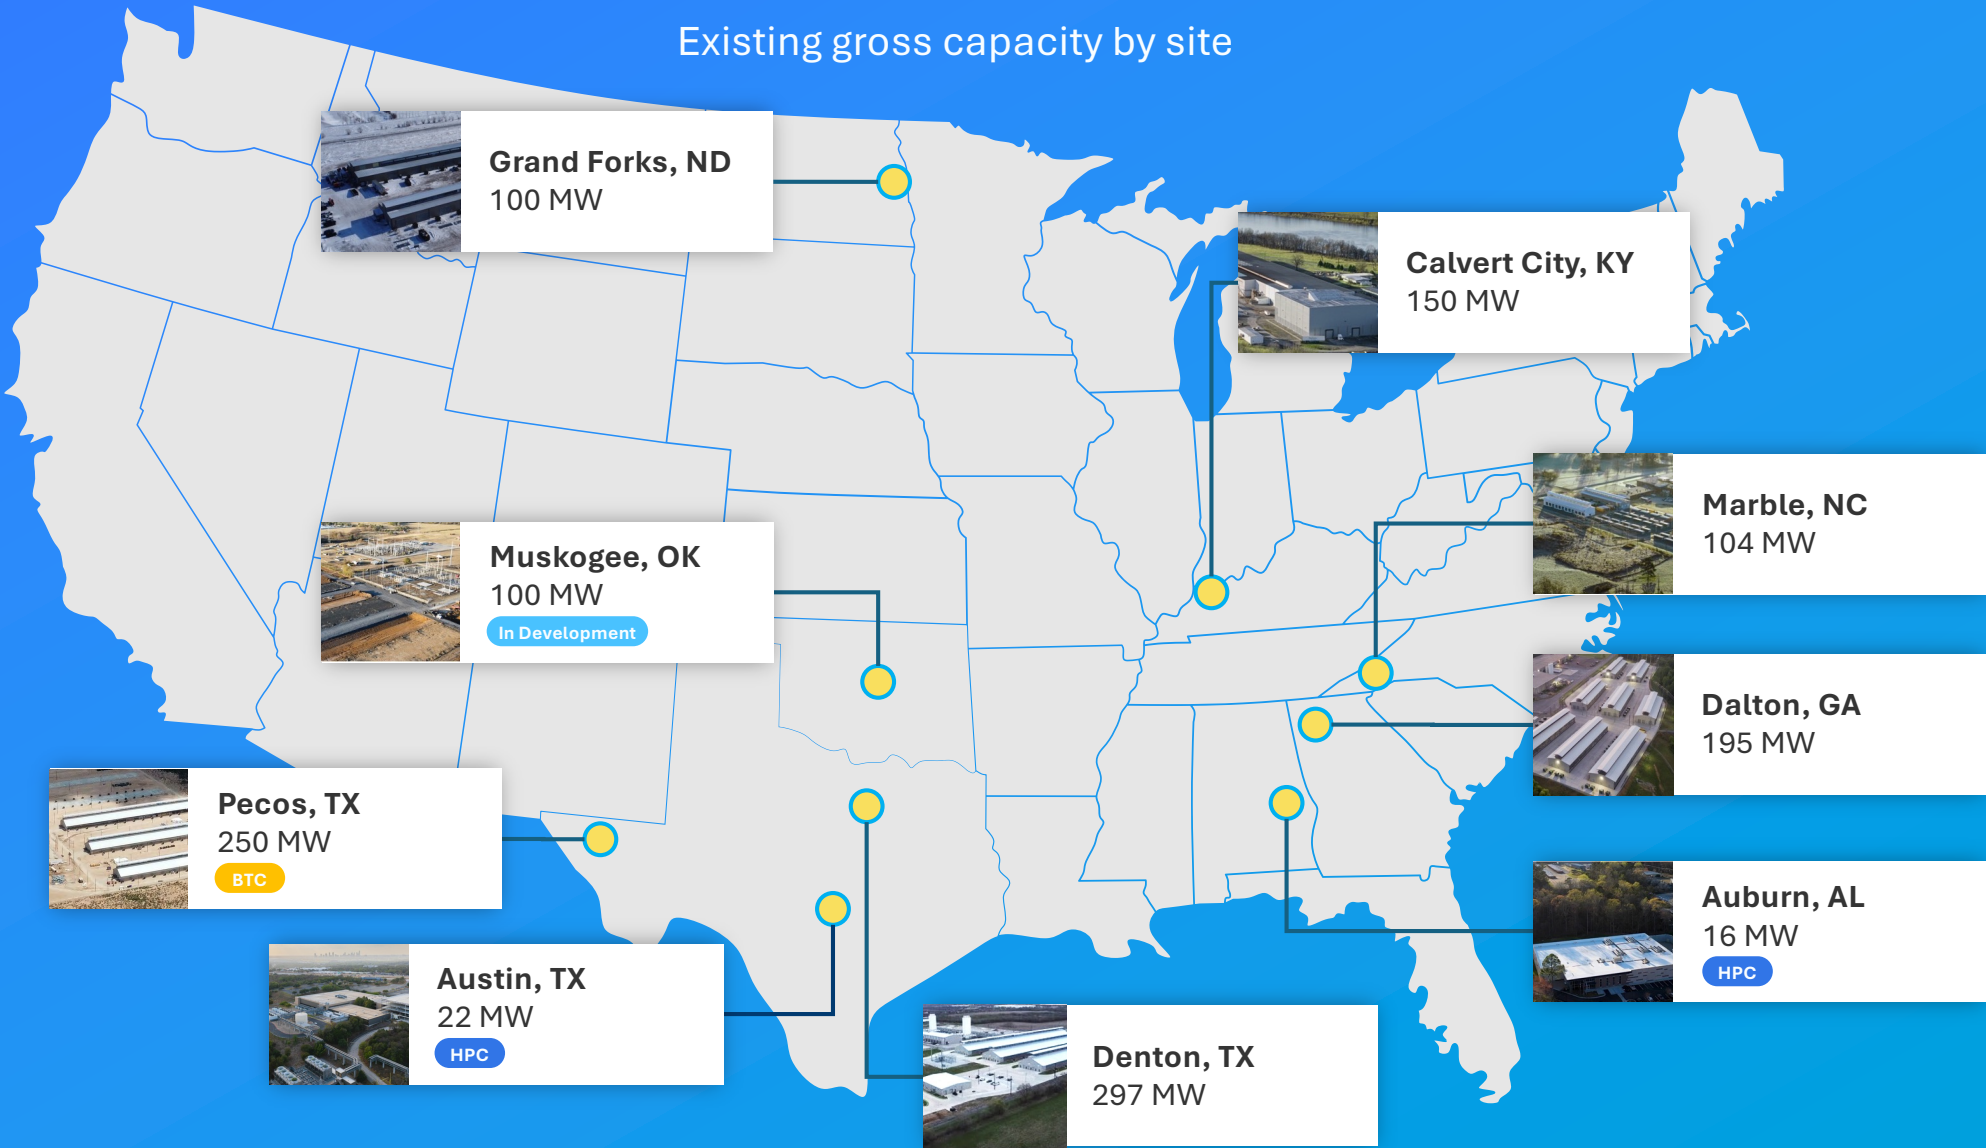 Existing gross capacity by site
Grand Forks, ND
100 MW
Calvert City, KY
150 MW
Marble, NC
104 MW
Muskogee, OK
100 MW
In Development
Dalton, GA
195 MW
Pecos, TX
250 MW
BTC
Auburn, AL
16 MW
HPC
Austin, TX
22 MW
HPC
Denton, TX
297 MW